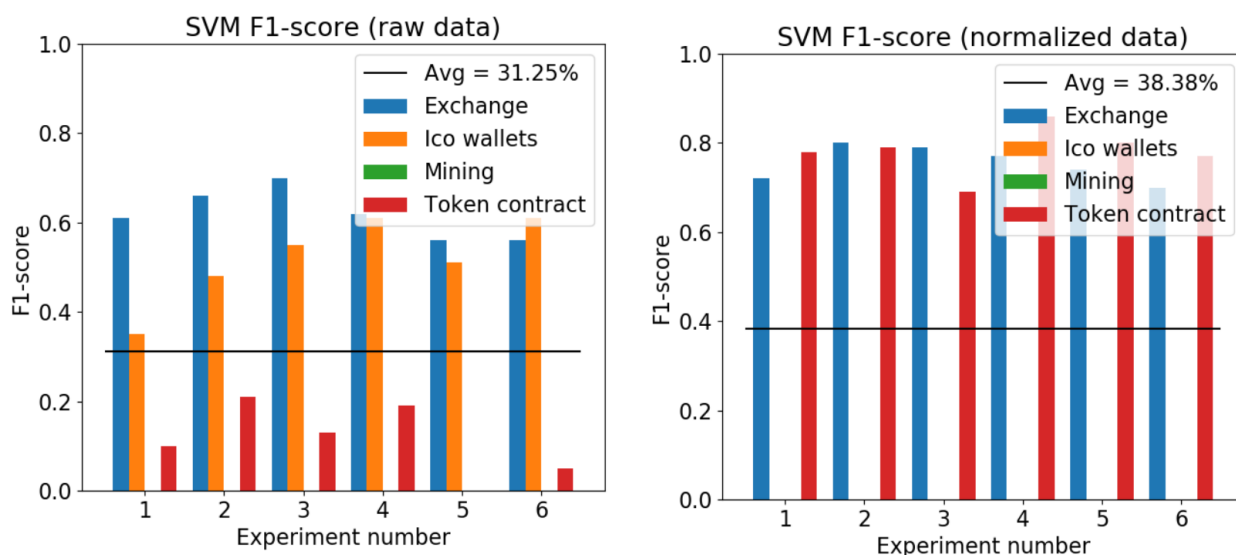 SVM F1-score (raw data)
1.0
0.8
0.6
0.4
0.2
0.0
F1-score
Avg = 31.25%
Exchange
Ico wallets
Mining
Token contract
1 2 3 4 5 6
Experiment number
SVM F1-score (normalized data)
1.0
0.8
0.6
0.4
0.2
0.0
F1-score
Avg = 38.38%
Exchange
Ico wallets
Mining
Token contract
1 2 3 4 5 6
Experiment number